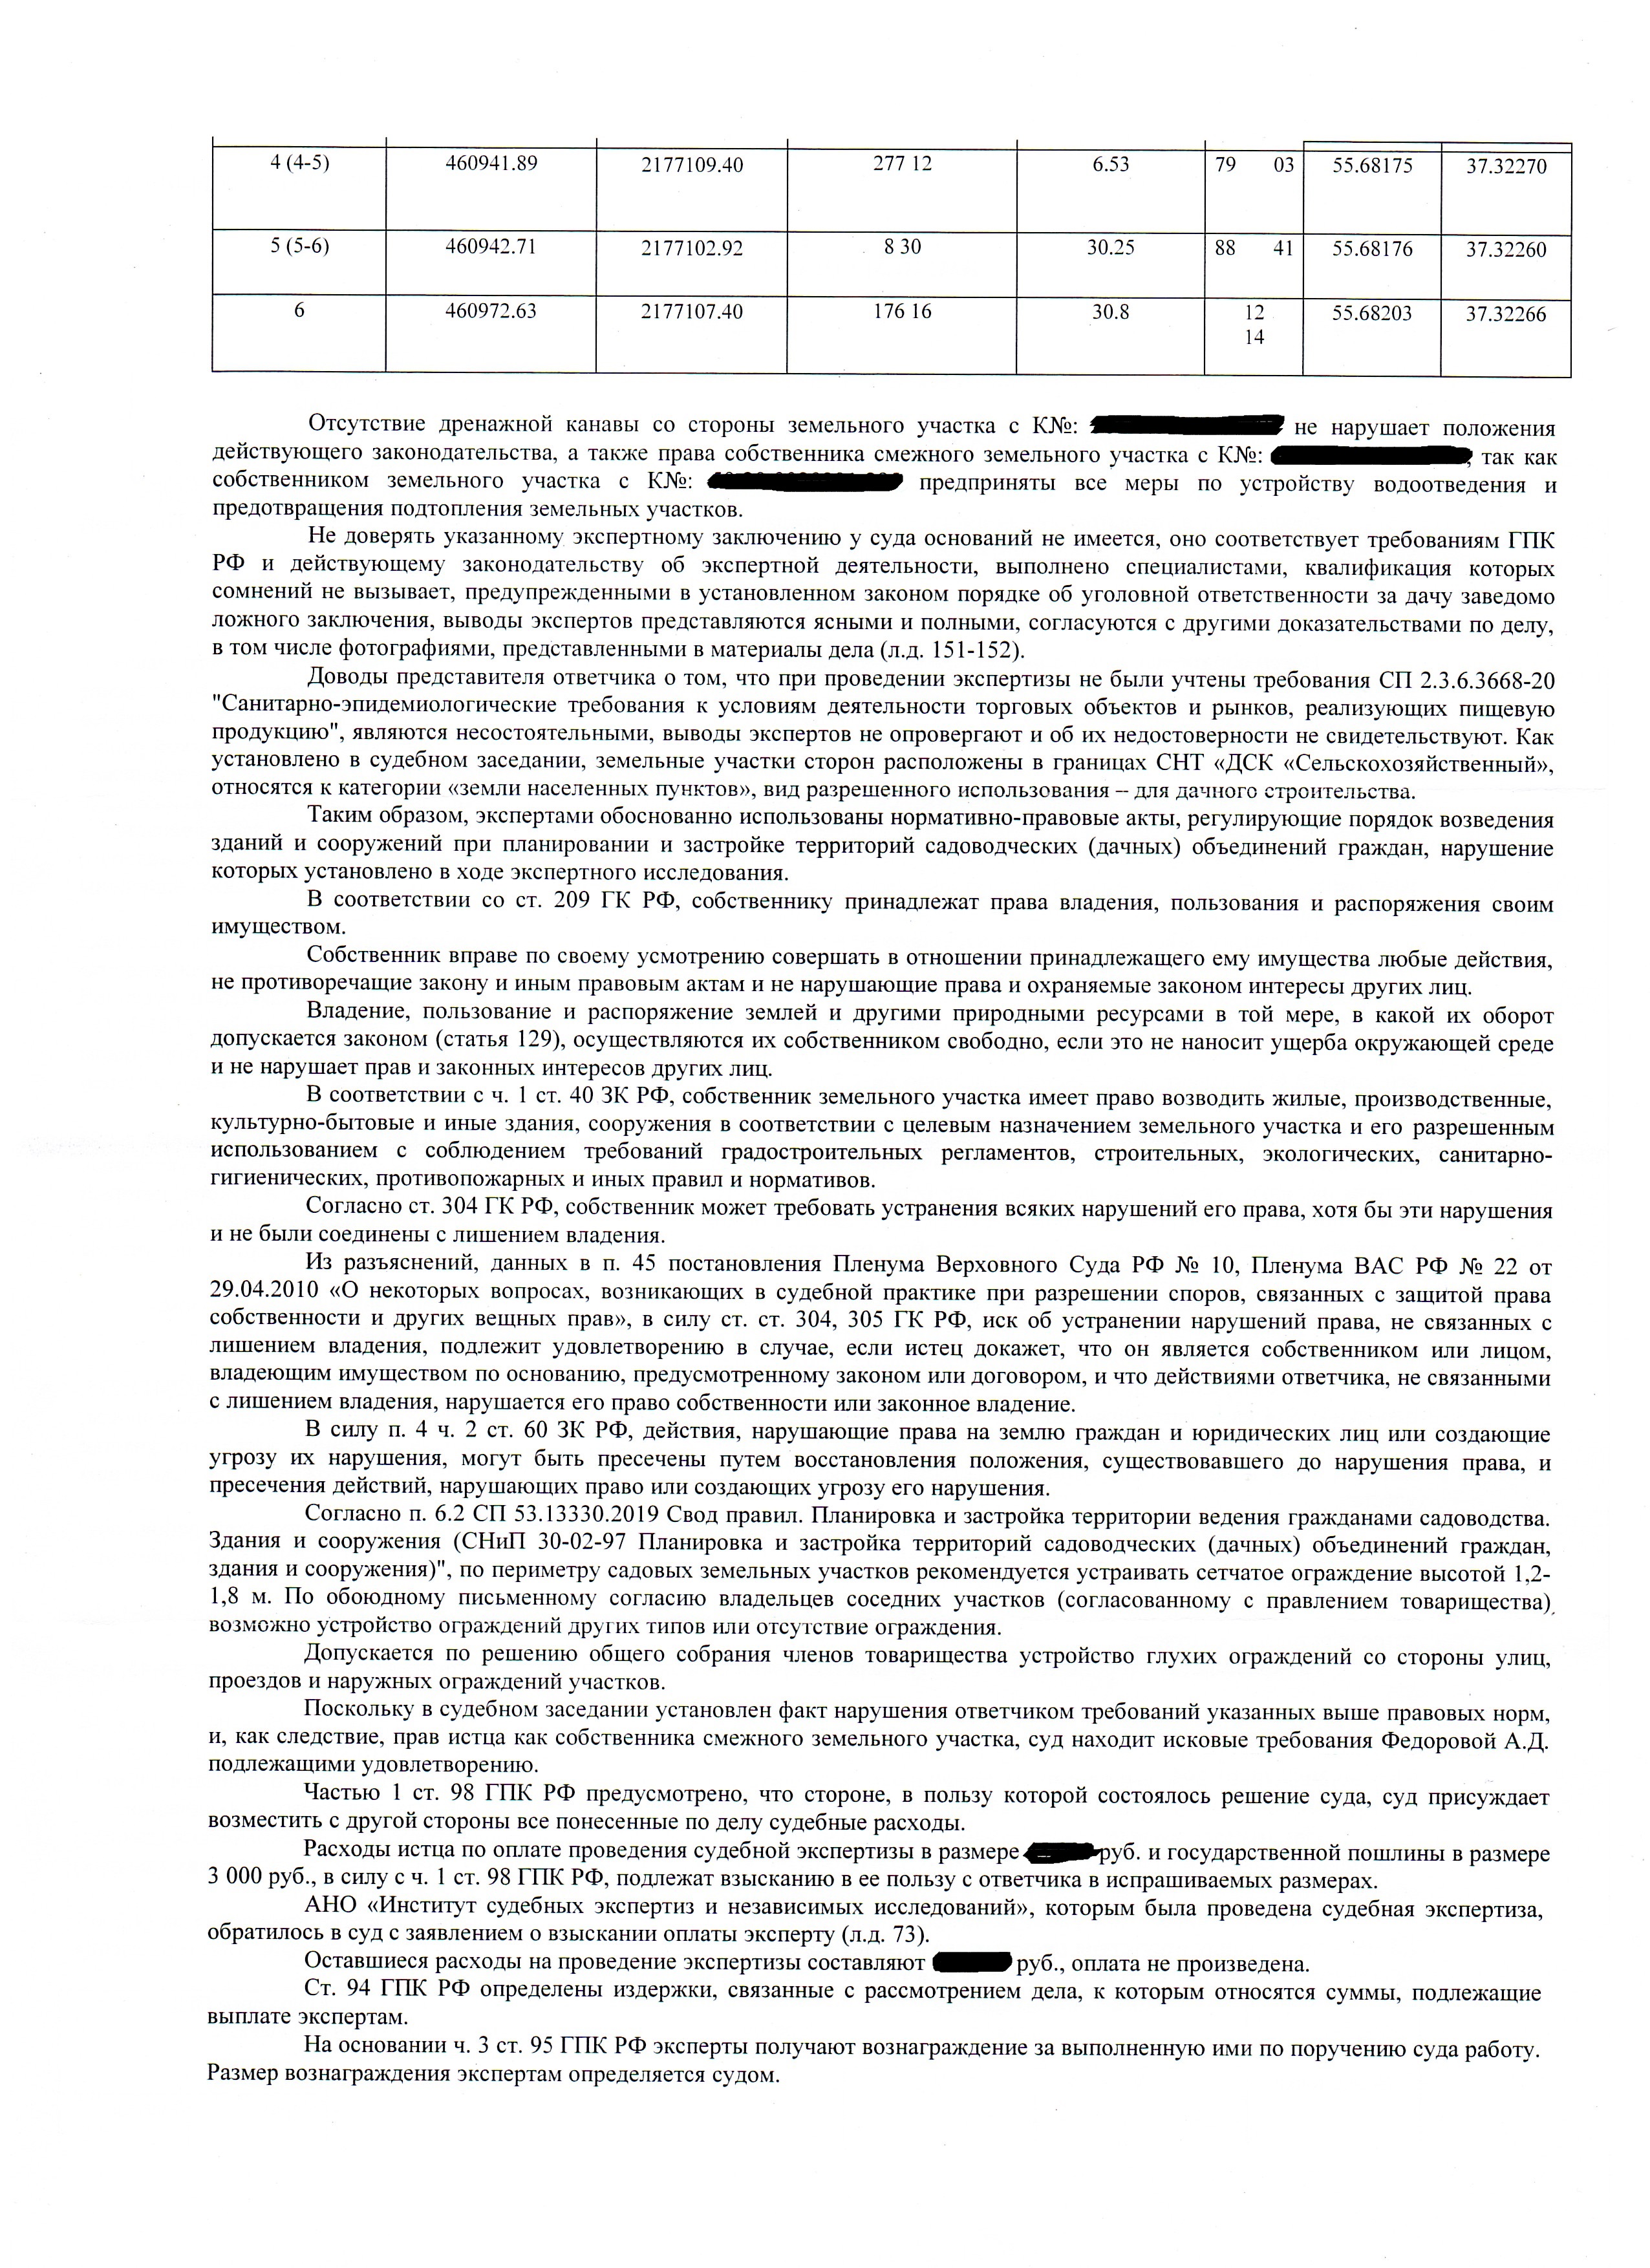 4 (4-5) 460941.89 2177109.40 277 12 6.53 79 03 55.68175 37.32270
5 (5-6) 460942.71 2177102.92 8 30 30.25 88 41 55.68176 37.32260
6 460972.63 2177107.40 176 16 30.8 12 14 55.68203 37.32266
Отсутствие дренажной канавы со стороны земельного участка с К№: не нарушает положения
действующего законодательства, а также права собственника смежного земельного участка с К№: , так как
собственником земельного участка с К№: предприняты все меры по устройству водоотведения и
предотвращения подтопления земельных участков.
Не доверять указанному экспертному заключению у суда оснований не имеется, оно соответствует требованиям ГПК
РФ и действующему законодательству об экспертной деятельности, выполнено специалистами, квалификация которых
сомнений не вызывает, предупрежденными в установленном законом порядке об уголовной ответственности за дачу заведомо
ложного заключения, выводы экспертов представляются ясными и полными, согласуются с другими доказательствами по делу,
в том числе фотографиями, представленными в материалы дела (л.д. 151-152).
Доводы представителя ответчика о том, что при проведении экспертизы не были учтены требования СП 2.3.6.3668-20
"Санитарно-эпидемиологические требования к условиям деятельности торговых объектов и рынков, реализующих пищевую
продукцию", являются несостоятельными, выводы экспертов не опровергают и об их недостоверности не свидетельствуют. Как
установлено в судебном заседании, земельные участки сторон расположены в границах СНТ «ДСК «Сельскохозяйственный»,
относятся к категории «земли населенных пунктов», вид разрешенного использования – для дачного строительства.
Таким образом, экспертами обоснованно использованы нормативно-правовые акты, регулирующие порядок возведения
зданий и сооружений при планировании и застройке территорий садоводческих (дачных) объединений граждан, нарушение
которых установлено в ходе экспертного исследования.
В соответствии со ст. 209 ГК РФ, собственнику принадлежат права владения, пользования и распоряжения своим
имуществом.
Собственник вправе по своему усмотрению совершать в отношении принадлежащего ему имущества любые действия,
не противоречащие закону и иным правовым актам и не нарушающие права и охраняемые законом интересы других лиц.
Владение, пользование и распоряжение землей и другими природными ресурсами в той мере, в какой их оборот
допускается законом (статья 129), осуществляются их собственником свободно, если это не наносит ущерба окружающей среде
и не нарушает прав и законных интересов других лиц.
В соответствии с ч. 1 ст. 40 ЗК РФ, собственник земельного участка имеет право возводить жилые, производственные,
культурно-бытовые и иные здания, сооружения в соответствии с целевым назначением земельного участка и его разрешенным
использованием с соблюдением требований градостроительных регламентов, строительных, экологических, санитарно-
гигиенических, противопожарных и иных правил и нормативов.
Согласно ст. 304 ГК РФ, собственник может требовать устранения всяких нарушений его права, хотя бы эти нарушения
и не были соединены с лишением владения.
Из разъяснений, данных в п. 45 постановления Пленума Верховного Суда РФ № 10, Пленума ВАС РФ № 22 от
29.04.2010 «О некоторых вопросах, возникающих в судебной практике при разрешении споров, связанных с защитой права
собственности и других вещных прав», в силу ст. ст. 304, 305 ГК РФ, иск об устранении нарушений права, не связанных с
лишением владения, подлежит удовлетворению в случае, если истец докажет, что он является собственником или лицом,
владеющим имуществом по основанию, предусмотренному законом или договором, и что действиями ответчика, не связанными
с лишением владения, нарушается его право собственности или законное владение.
В силу п. 4 ч. 2 ст. 60 ЗК РФ, действия, нарушающие права на землю граждан и юридических лиц или создающие
угрозу их нарушения, могут быть пресечены путем восстановления положения, существовавшего до нарушения права, и
пресечения действий, нарушающих право или создающих угрозу его нарушения.
Согласно п. 6.2 СП 53.13330.2019 Свод правил. Планировка и застройка территории ведения гражданами садоводства.
Здания и сооружения (СНиП 30-02-97 Планировка и застройка территорий садоводческих (дачных) объединений граждан,
здания и сооружения)", по периметру садовых земельных участков рекомендуется устраивать сетчатое ограждение высотой 1,2-
1,8 м. По обоюдному письменному согласию владельцев соседних участков (согласованному с правлением товарищества)
возможно устройство ограждений других типов или отсутствие ограждения.
Допускается по решению общего собрания членов товарищества устройство глухих ограждений со стороны улиц,
проездов и наружных ограждений участков.
Поскольку в судебном заседании установлен факт нарушения ответчиком требований указанных выше правовых норм,
и, как следствие, прав истца как собственника смежного земельного участка, суд находит исковые требования Федоровой А.Д.
подлежащими удовлетворению.
Частью 1 ст. 98 ГПК РФ предусмотрено, что стороне, в пользу которой состоялось решение суда, суд присуждает
возместить с другой стороны все понесенные по делу судебные расходы.
Расходы истца по оплате проведения судебной экспертизы в размере руб. и государственной пошлины в размере
3 000 руб., в силу с ч. 1 ст. 98 ГПК РФ, подлежат взысканию в ее пользу с ответчика в испрашиваемых размерах.
АНО «Институт судебных экспертиз и независимых исследований», которым была проведена судебная экспертиза,
обратилось в суд с заявлением о взыскании оплаты эксперту (л.д. 73).
Оставшиеся расходы на проведение экспертизы составляют руб., оплата не произведена.
Ст. 94 ГПК РФ определены издержки, связанные с рассмотрением дела, к которым относятся суммы, подлежащие
выплате экспертам.
На основании ч. 3 ст. 95 ГПК РФ эксперты получают вознаграждение за выполненную ими по поручению суда работу.
Размер вознаграждения экспертам определяется судом.